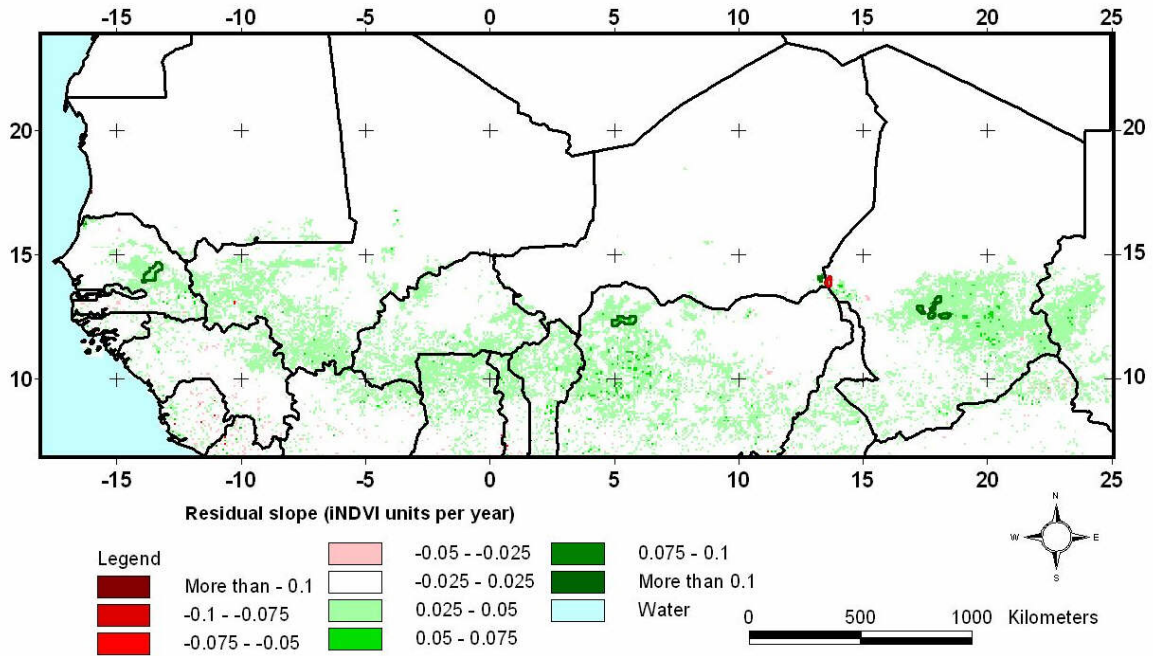 -15 -10 -5 0 5 10 15 20 25
20 20
15 15
10 10
-15 -10 -5 0 5 10 15 20 25
Residual slope (iNDVI units per year)
Legend
More than - 0.1
-0.1 - -0.075
-0.075 - -0.05
-0.05 - -0.025
-0.025 - 0.025
0.025 - 0.05
0.05 - 0.075
0.075 - 0.1
More than 0.1
Water
N
W E
S
0 500 1000 Kilometers